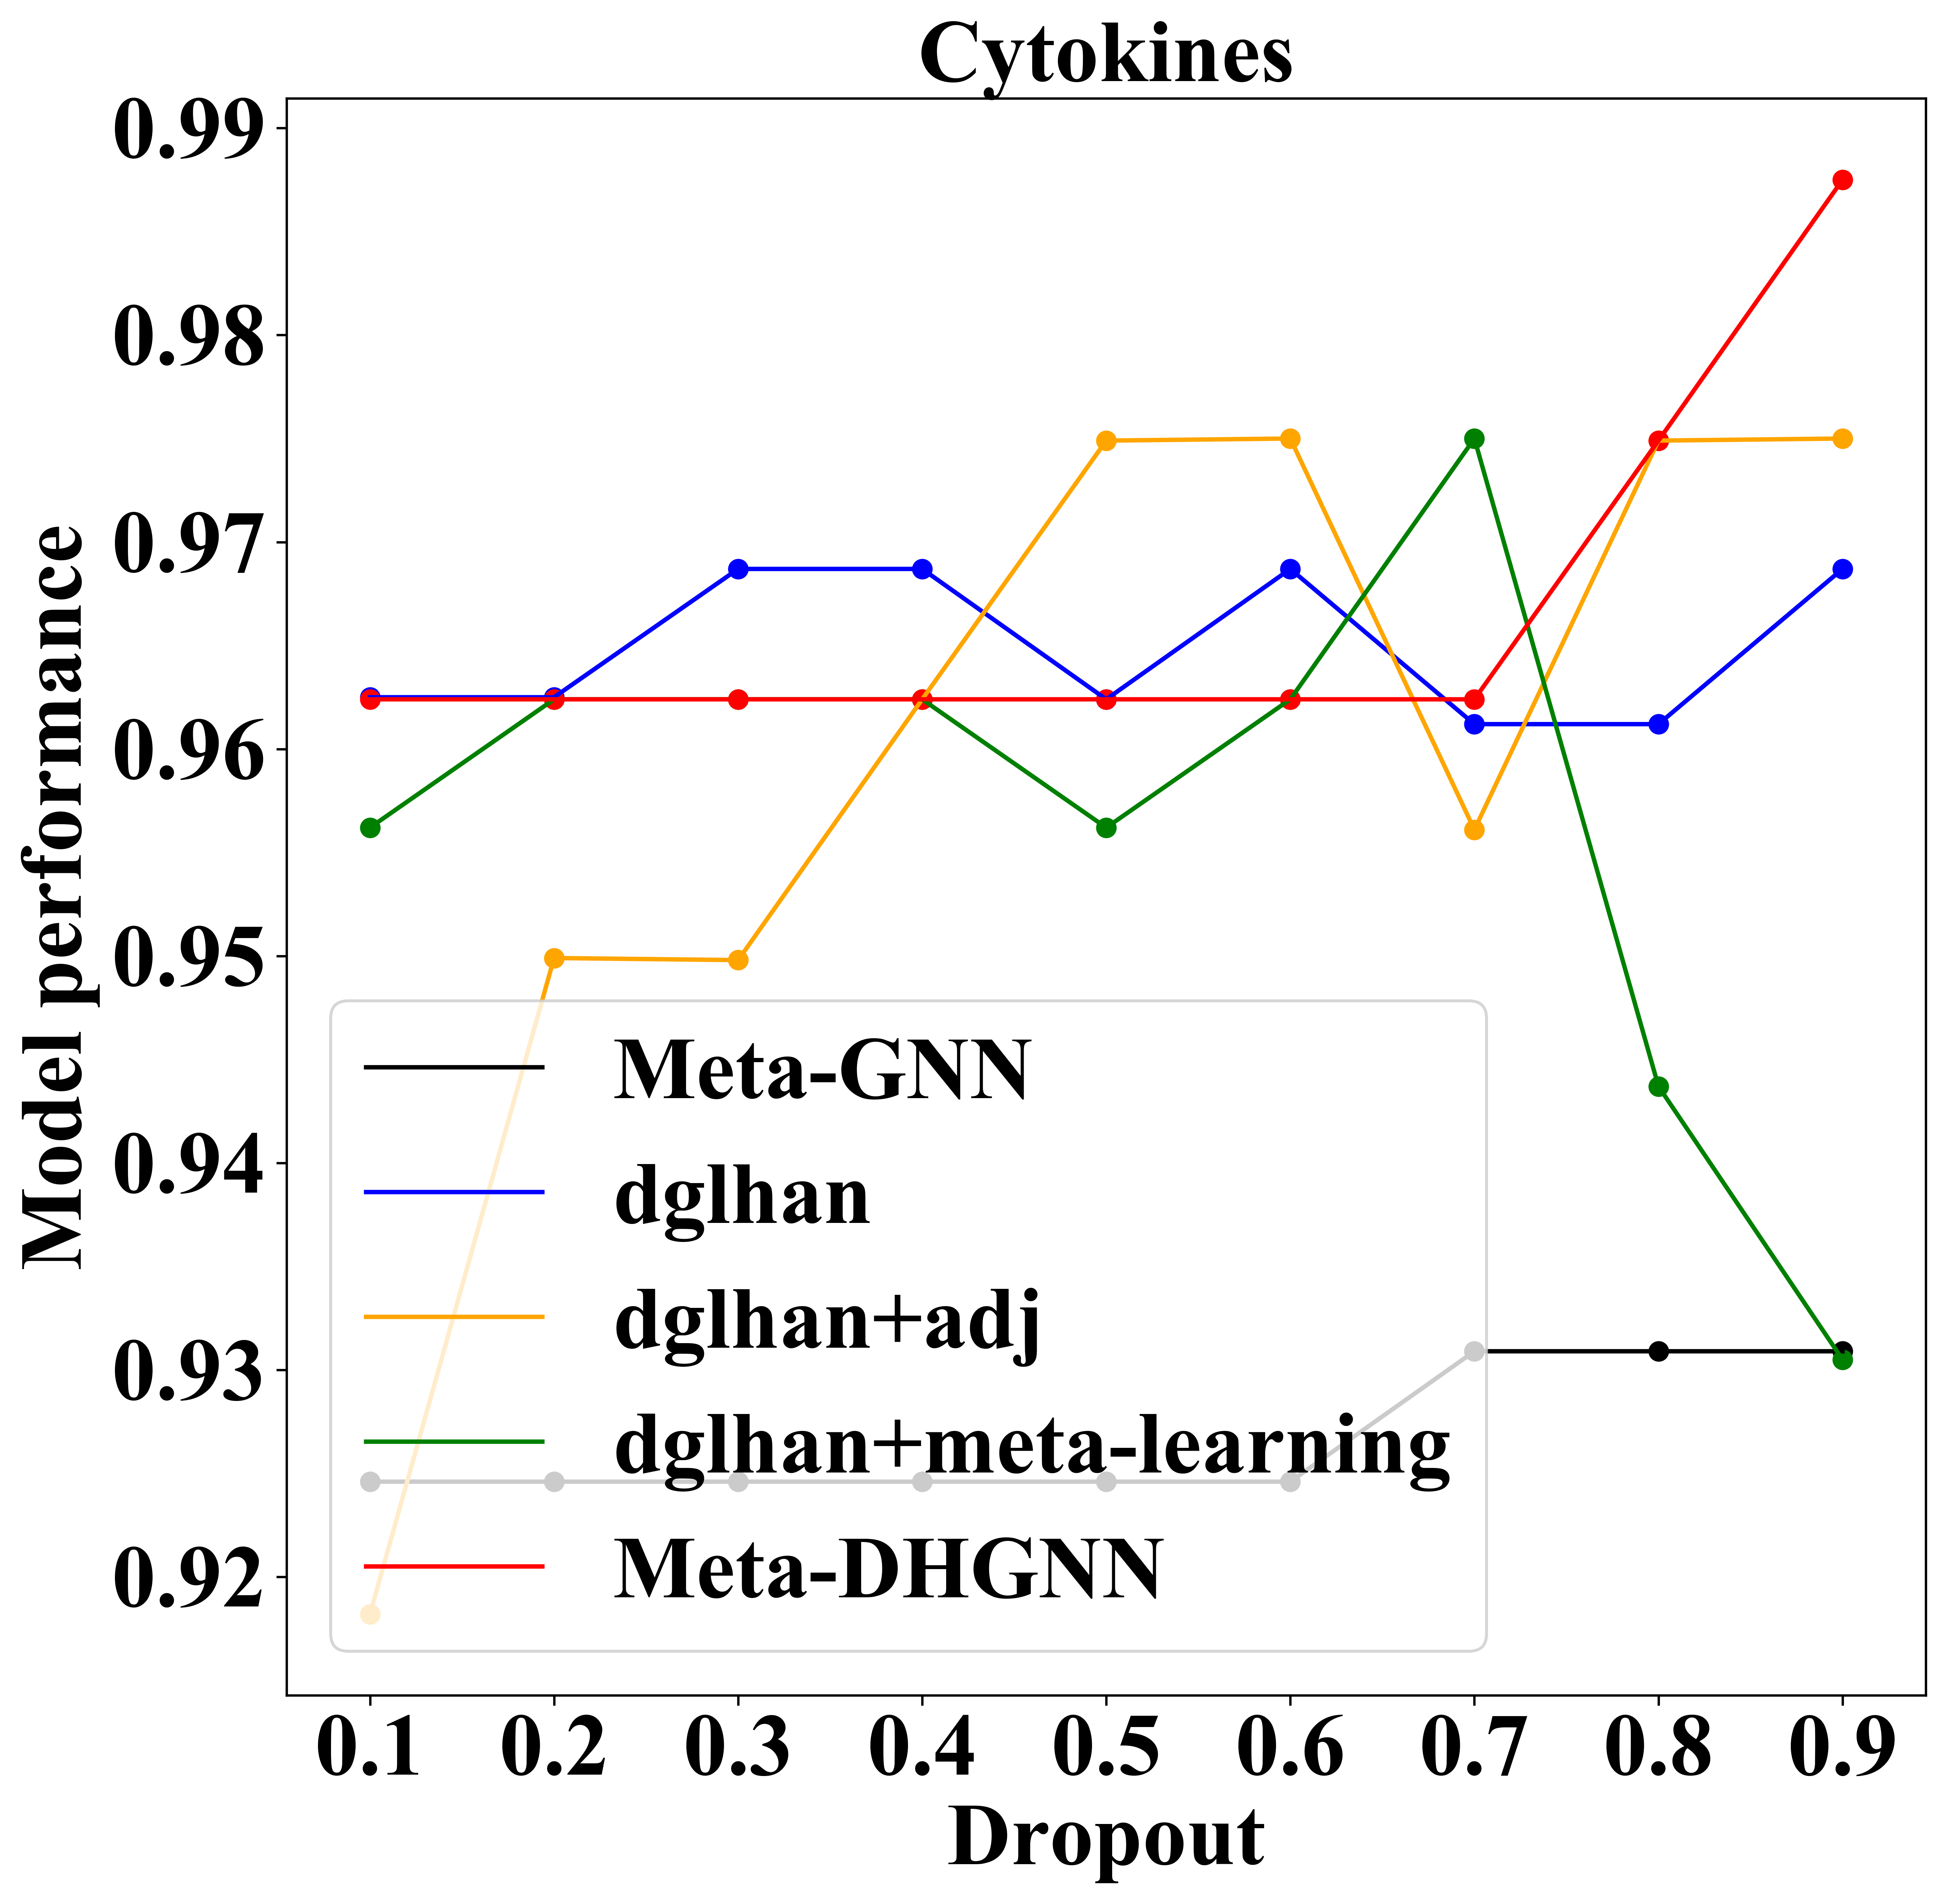 Cytokines
0.99
0.98
0.97
0.96
0.95
0.94
0.93
0.92
Model performance
Meta-GNN
dglhan
dglhan+adj
dglhan+meta-learning
Meta-DHGNN
0.1 0.2 0.3 0.4 0.5 0.6 0.7 0.8 0.9
Dropout